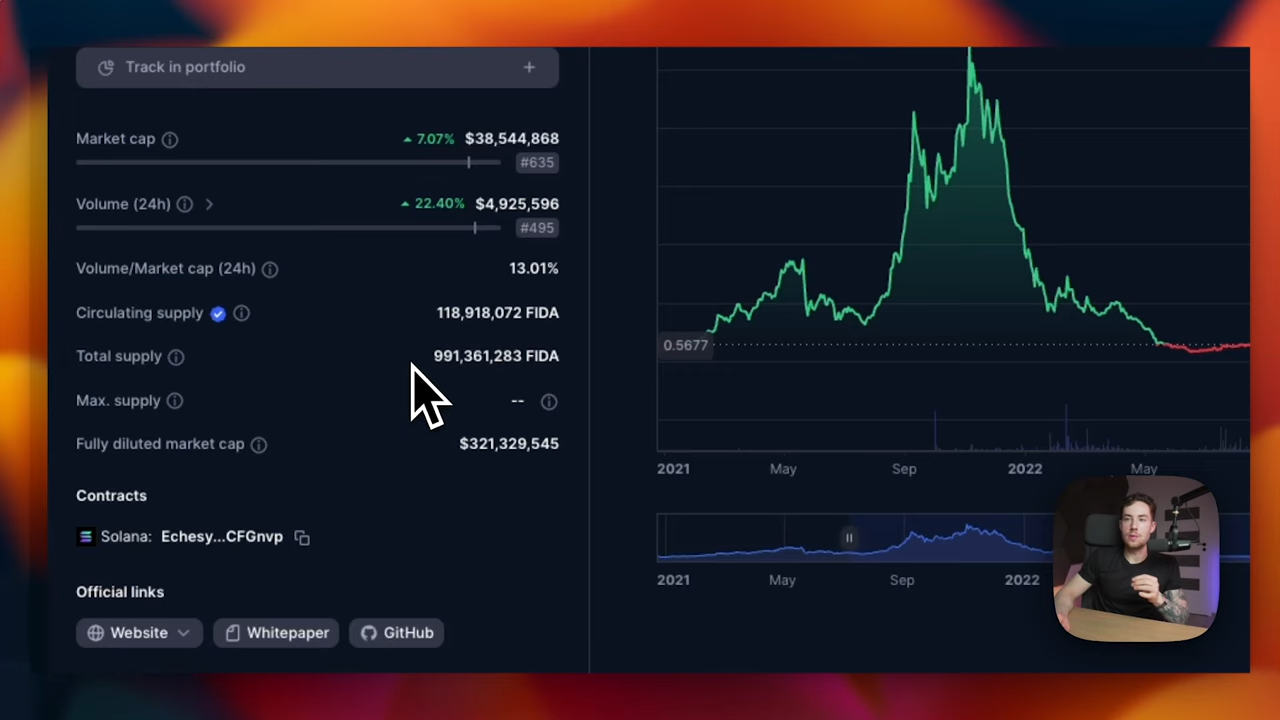 Track in portfolio +
Market cap 7.07% $38,544,868
#635
Volume (24h) 22.40% $4,925,596
#495
Volume/Market cap (24h) 13.01%
Circulating supply 118,918,072 FIDA
Total supply 991,361,283 FIDA
Max. supply --
Fully diluted market cap $321,329,545
Contracts
Solana: Echesy...CFGnvp
Official links
Website Whitepaper GitHub
0.5677
2021 May Sep 2022 May
2021 May Sep 2022